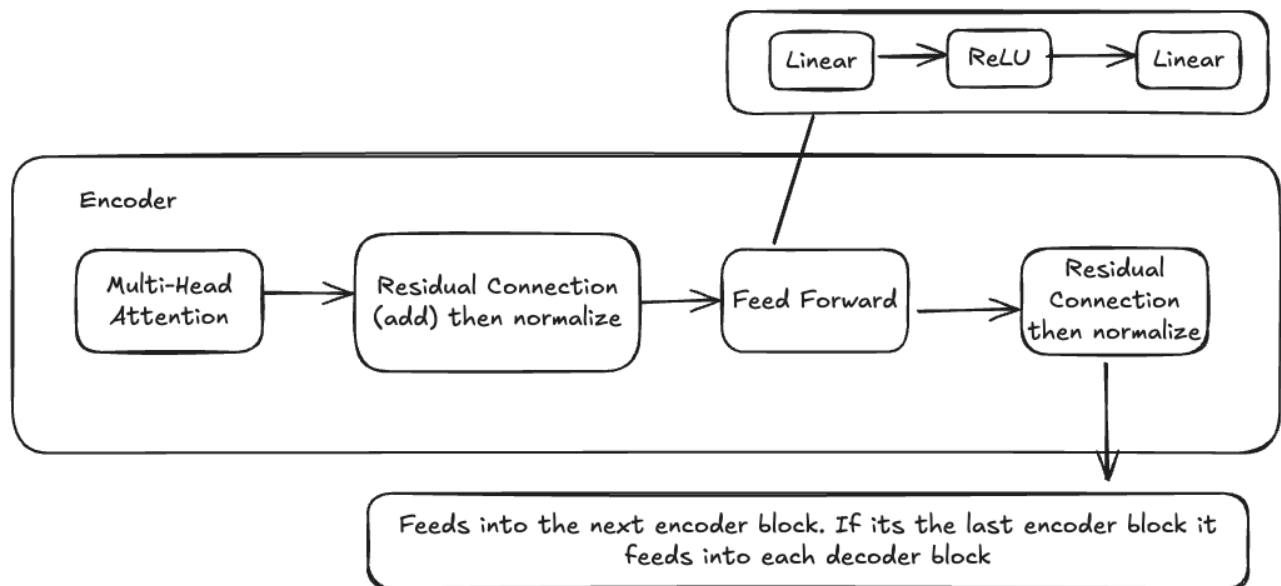 Linear
ReLU
Linear
Encoder
Multi-Head
Attention
Residual Connection
(add) then normalize
Feed Forward
Residual
Connection
then normalize
Feeds into the next encoder block. If its the last encoder block it
feeds into each decoder block